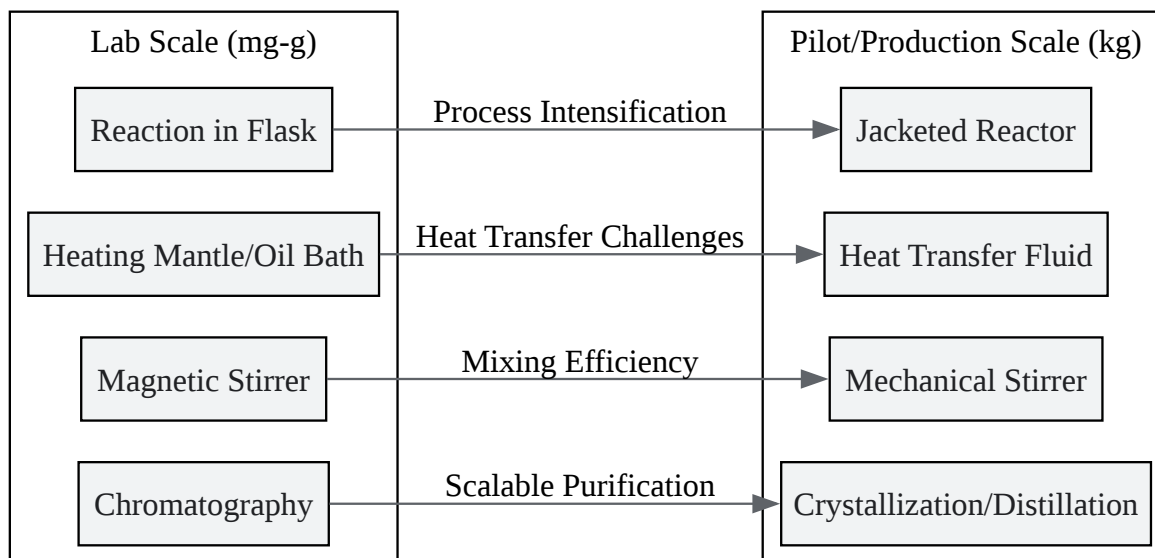 Lab Scale (mg-g)
Pilot/Production Scale (kg)
Reaction in Flask
Process Intensification
Jacketed Reactor
Heating Mantle/Oil Bath
Heat Transfer Challenges
Heat Transfer Fluid
Magnetic Stirrer
Mixing Efficiency
Mechanical Stirrer
Chromatography
Scalable Purification
Crystallization/Distillation